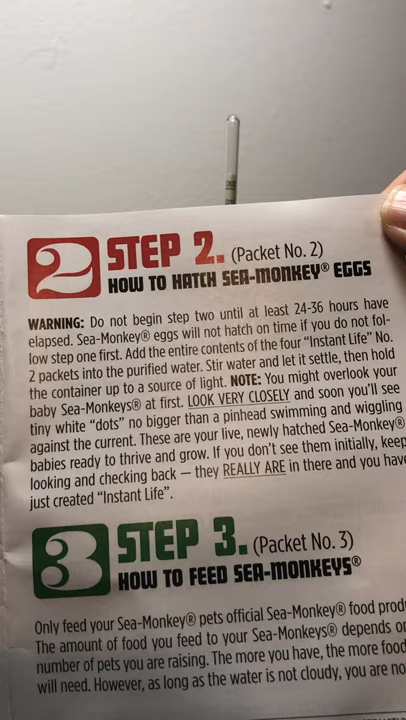 2 STEP 2. (Packet No. 2)
HOW TO HATCH SEA-MONKEY® EGGS
WARNING: Do not begin step two until at least 24-36 hours have
elapsed. Sea-Monkey® eggs will not hatch on time if you do not fol-
low step one first. Add the entire contents of the four “Instant Life” No.
2 packets into the purified water. Stir water and let it settle, then hold
the container up to a source of light. NOTE: You might overlook your
baby Sea-Monkeys® at first. LOOK VERY CLOSELY and soon you’ll see
tiny white “dots” no bigger than a pinhead swimming and wiggling
against the current. These are your live, newly hatched Sea-Monkey®
babies ready to thrive and grow. If you don’t see them initially, keep
looking and checking back — they REALLY ARE in there and you have
just created “Instant Life”.
3 STEP 3. (Packet No. 3)
HOW TO FEED SEA-MONKEYS®
Only feed your Sea-Monkey® pets official Sea-Monkey® food prod
The amount of food you feed to your Sea-Monkeys® depends on
number of pets you are raising. The more you have, the more food
will need. However, as long as the water is not cloudy, you are no